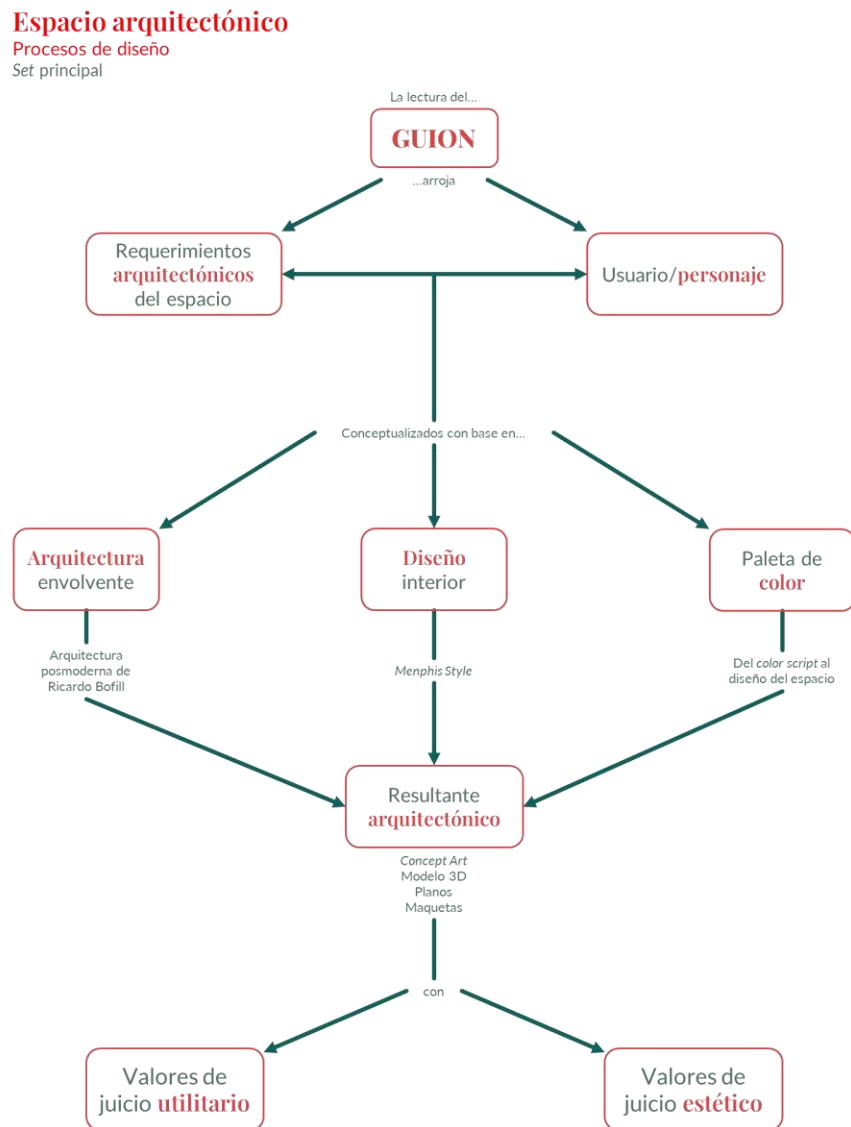 Espacio arquitectónico
Procesos de diseño
Set principal
La lectura del...
GUION
...arroja
Requerimientos
arquitectónicos
del espacio
Usuario/personaje
Conceptualizados con base en...
Arquitectura
envolvente
Diseño
interior
Paleta de
color
Arquitectura
posmoderna de
Ricardo Bofill
Menphis Style
Del color script al
diseño del espacio
Resultante
arquitectónico
Concept Art
Modelo 3D
Planos
Maquetas
con
Valores de
juicio utilitario
Valores de
juicio estético